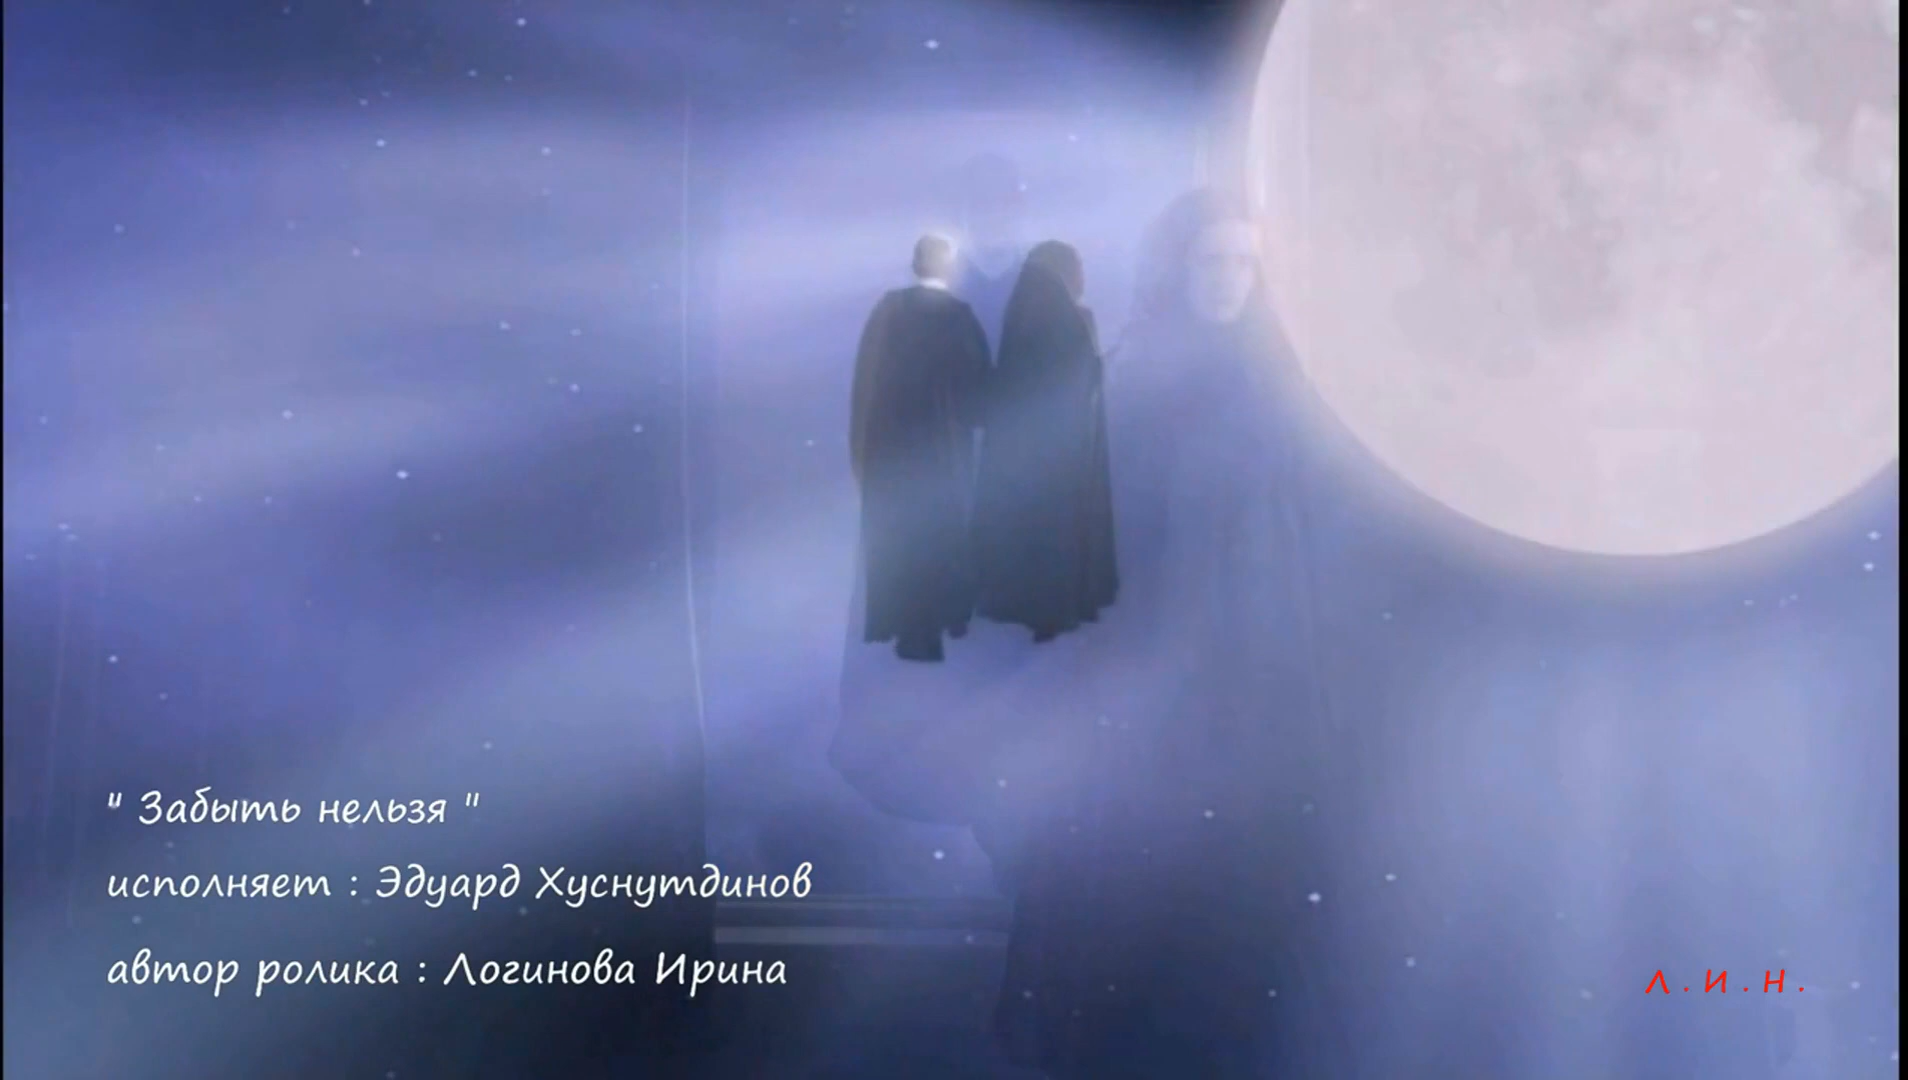 " Забыть нельзя "
исполняет : Эдуард Хуснутдинов
автор ролика : Логинова Ирина
Л . И . Н .